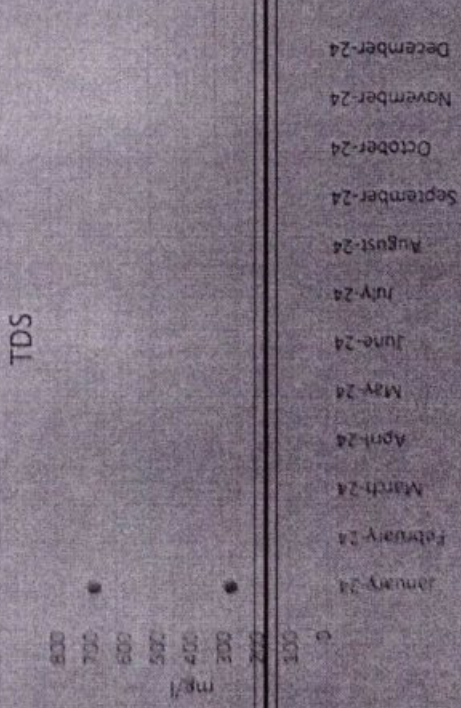 TDS
mg/l
800
700
600
500
400
300
200
100
0
January-24
February-24
March-24
April-24
May-24
June-24
July-24
August-24
September-24
October-24
November-24
December-24